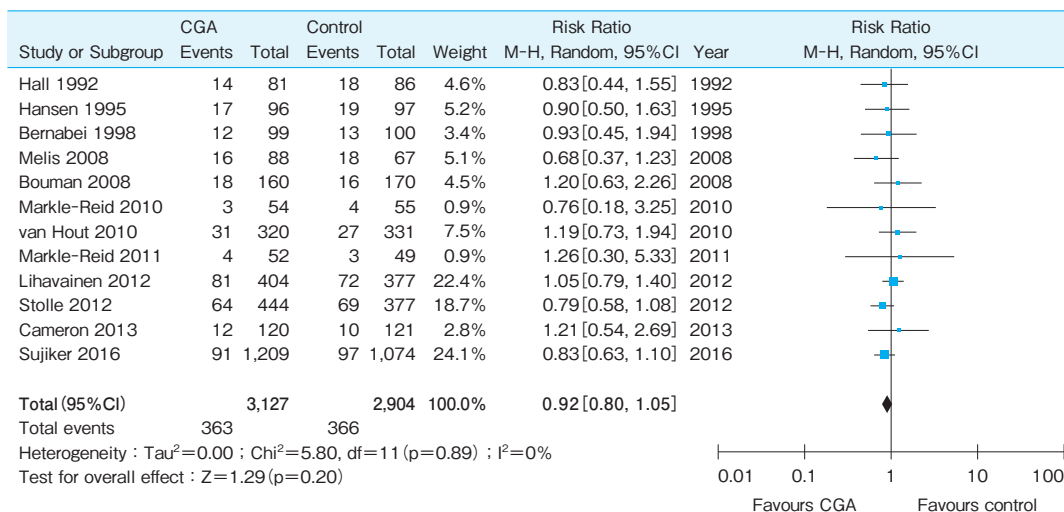 CGA Control Risk Ratio Risk Ratio
Study or Subgroup Events Total Events Total Weight M-H, Random, 95%CI Year M-H, Random, 95%CI
Hall 1992 14 81 18 86 4.6% 0.83[0.44, 1.55] 1992
Hansen 1995 17 96 19 97 5.2% 0.90[0.50, 1.63] 1995
Bernabei 1998 12 99 13 100 3.4% 0.93[0.45, 1.94] 1998
Melis 2008 16 88 18 67 5.1% 0.68[0.37, 1.23] 2008
Bouman 2008 18 160 16 170 4.5% 1.20[0.63, 2.26] 2008
Markle-Reid 2010 3 54 4 55 0.9% 0.76[0.18, 3.25] 2010
van Hout 2010 31 320 27 331 7.5% 1.19[0.73, 1.94] 2010
Markle-Reid 2011 4 52 3 49 0.9% 1.26[0.30, 5.33] 2011
Lihavainen 2012 81 404 72 377 22.4% 1.05[0.79, 1.40] 2012
Stolle 2012 64 444 69 377 18.7% 0.79[0.58, 1.08] 2012
Cameron 2013 12 120 10 121 2.8% 1.21[0.54, 2.69] 2013
Sujiker 2016 91 1,209 97 1,074 24.1% 0.83[0.63, 1.10] 2016
Total(95%CI) 3,127 2,904 100.0% 0.92[0.80, 1.05]
Total events 363 366
Heterogeneity：Tau²=0.00；Chi²=5.80, df=11(p=0.89)；I²=0%
Test for overall effect：Z=1.29(p=0.20)
0.01 0.1 1 10 100
Favours CGA Favours control